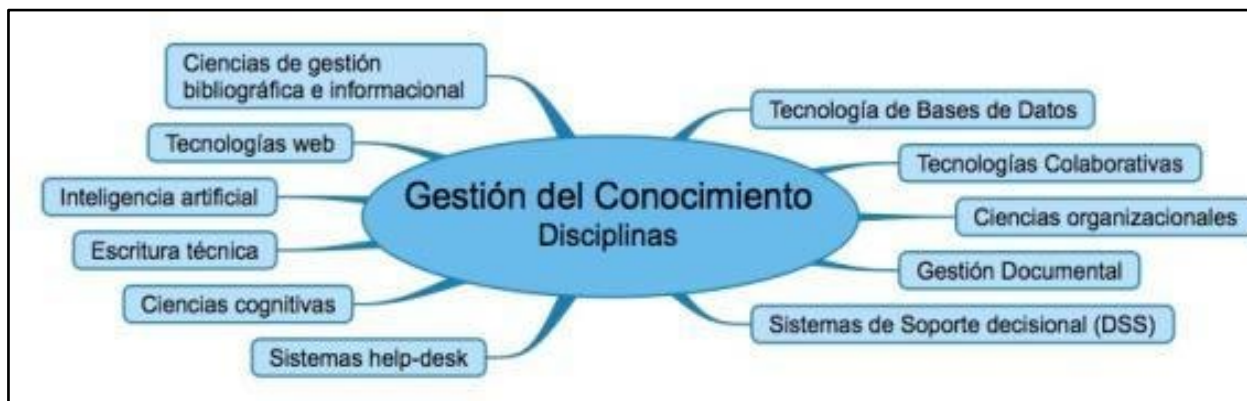 Gestión del Conocimiento
Disciplinas
Ciencias de gestión
bibliográfica e informacional
Tecnologías web
Inteligencia artificial
Escritura técnica
Ciencias cognitivas
Sistemas help-desk
Tecnología de Bases de Datos
Tecnologías Colaborativas
Ciencias organizacionales
Gestión Documental
Sistemas de Soporte decisional (DSS)